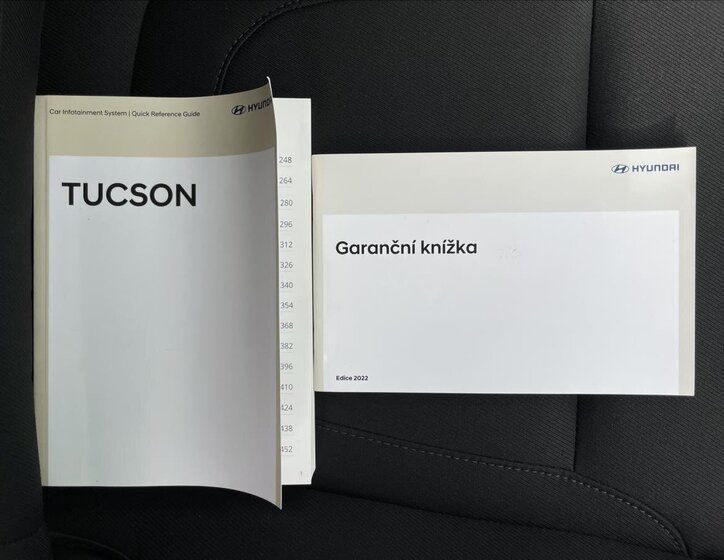 Car Infotainment System | Quick Reference Guide
HYUNDAI
TUCSON
248
264
280
296
312
326
340
354
368
382
396
410
424
438
452
1
HYUNDAI
Garanční knížka
Edice 2022